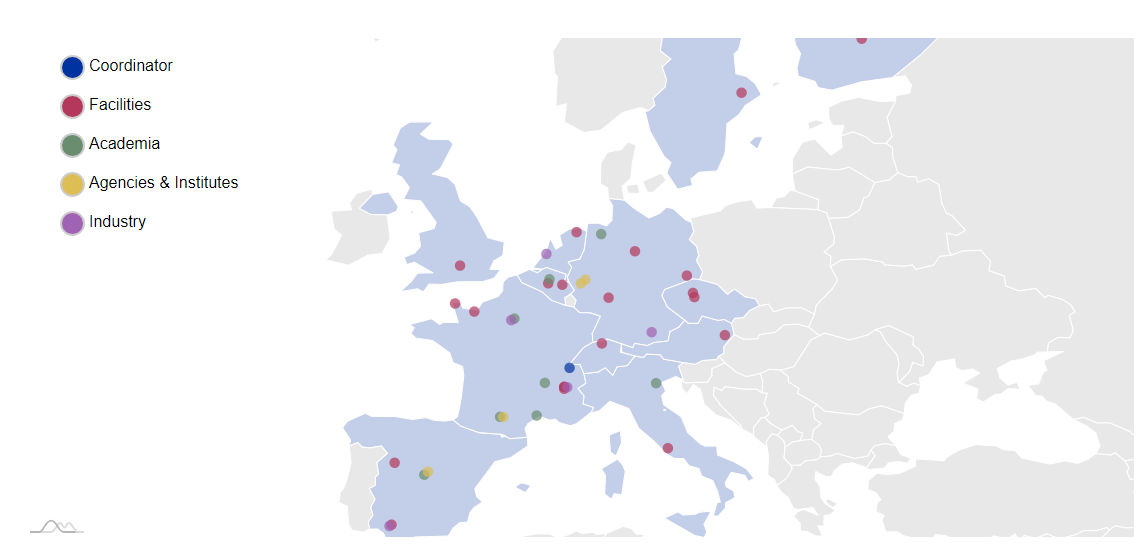 Coordinator
Facilities
Academia
Agencies & Institutes
Industry